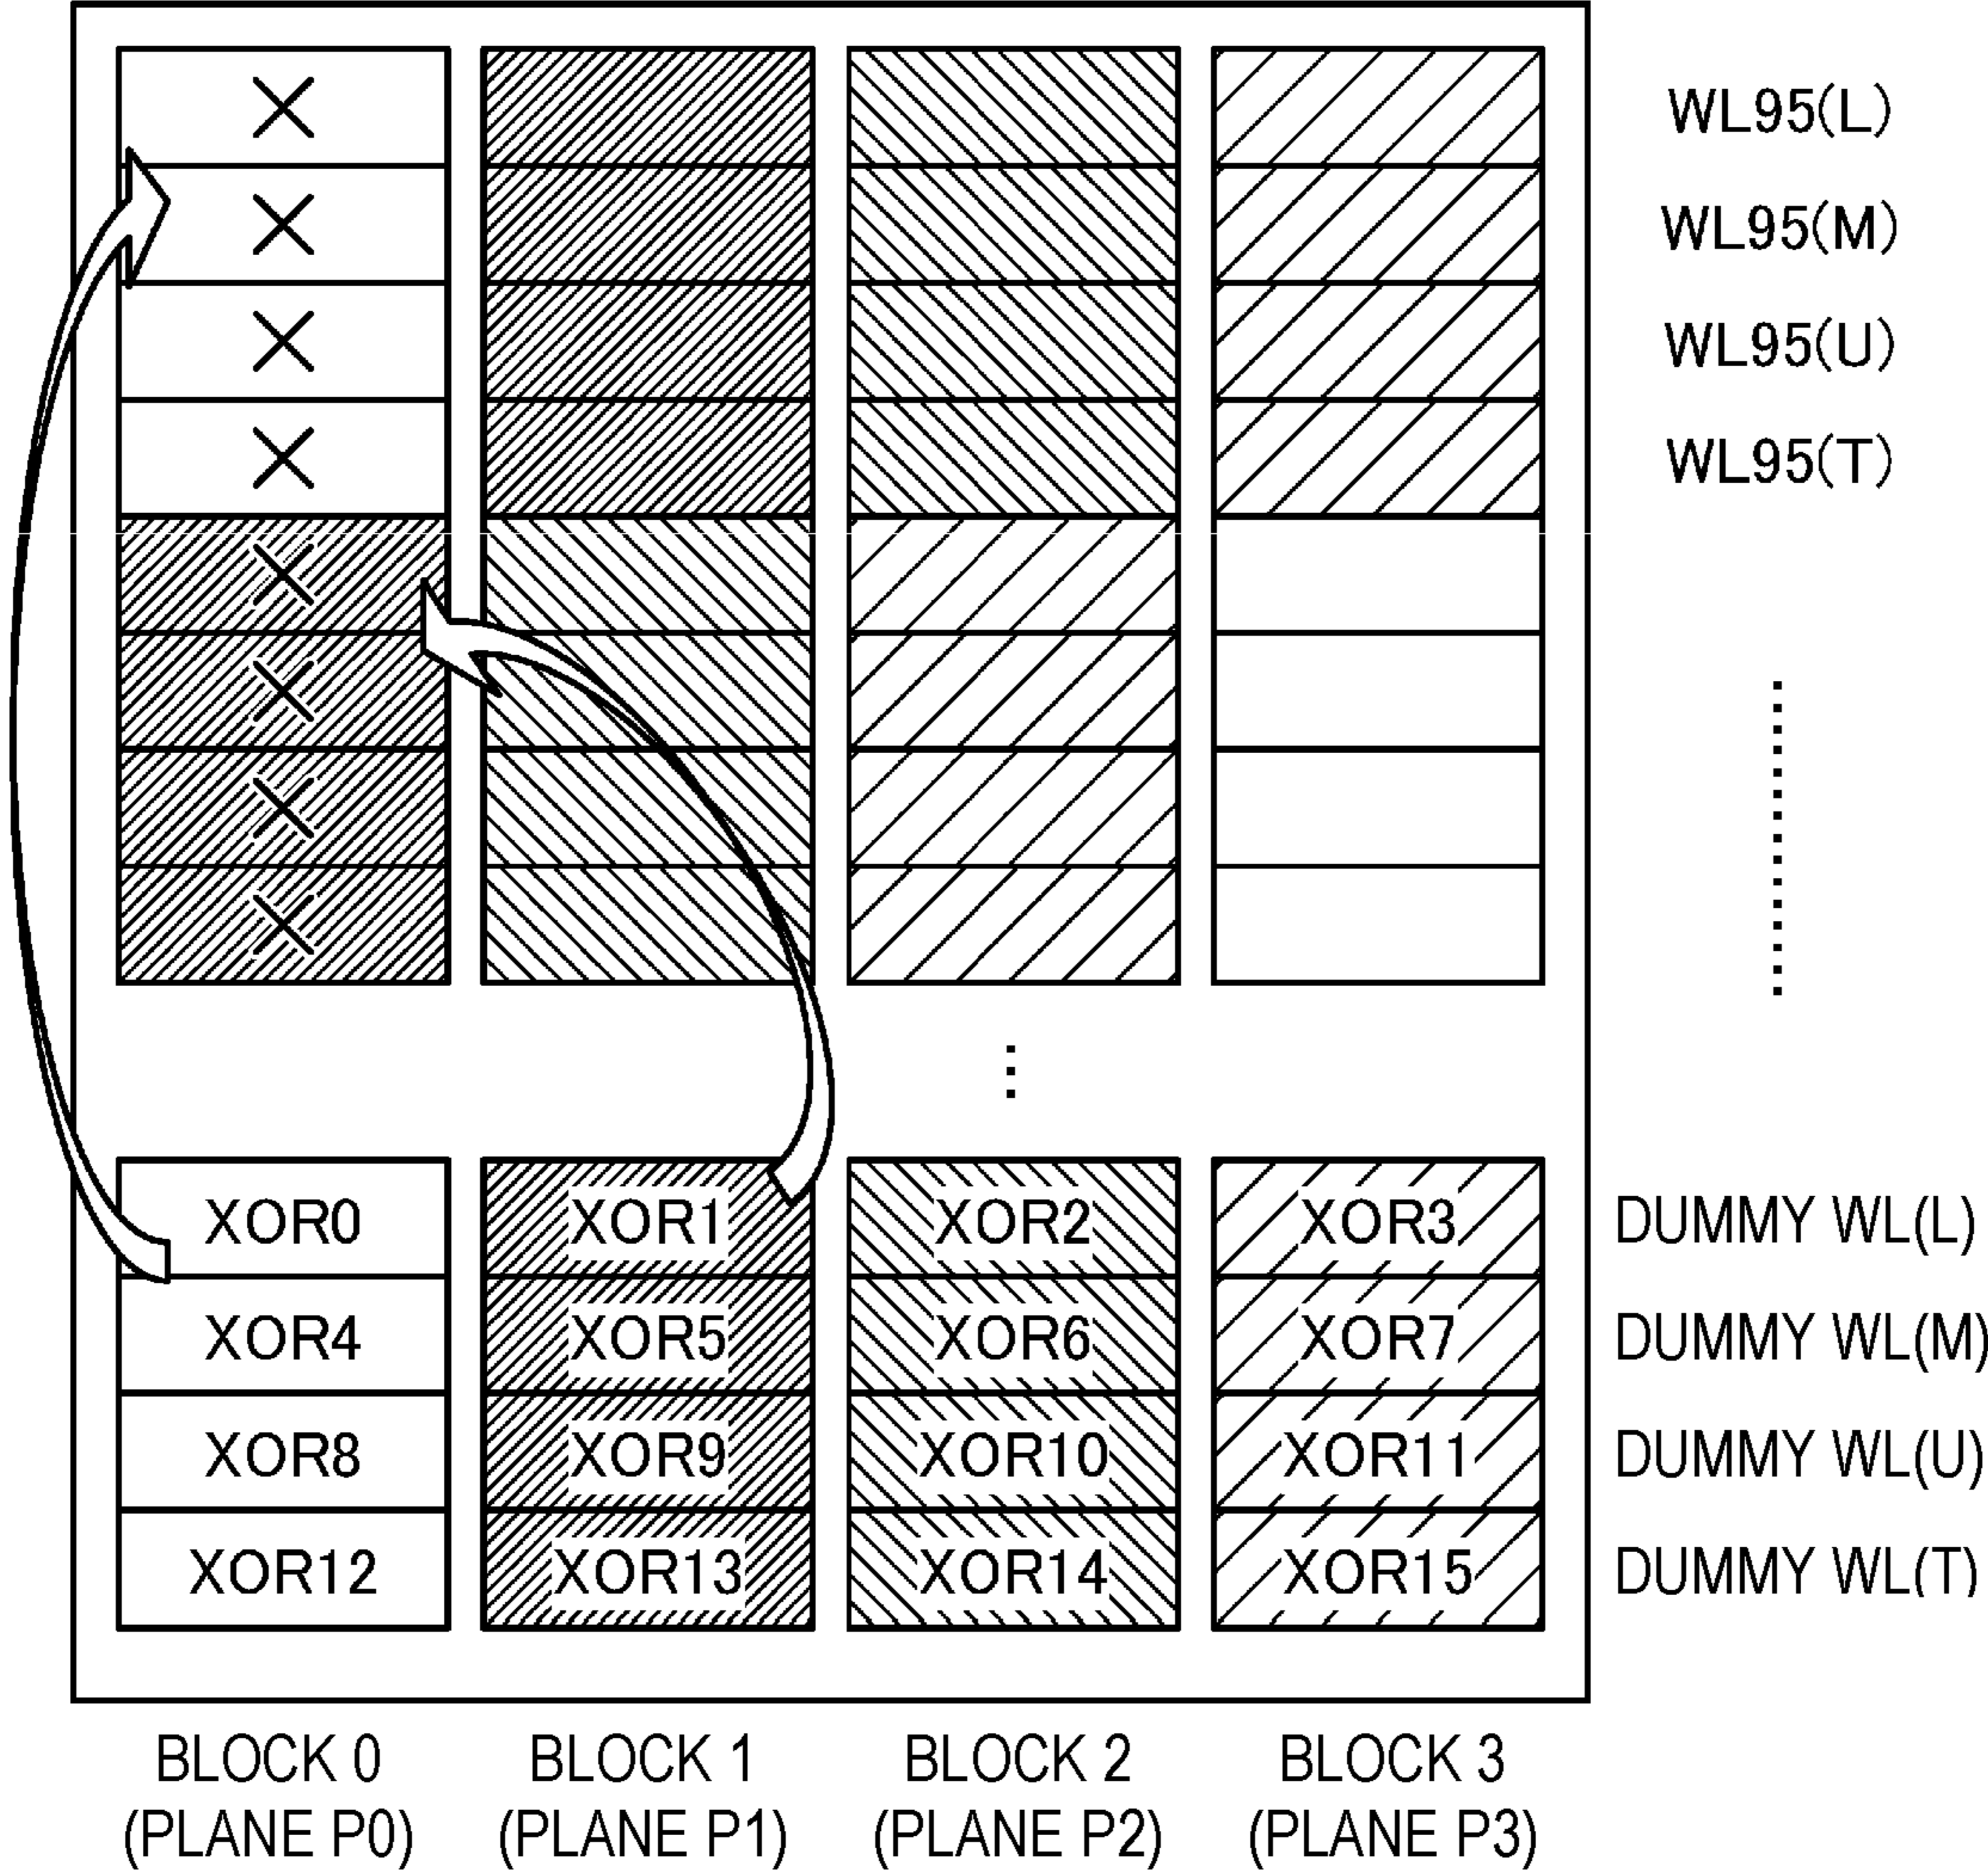 WL95(L)
WL95(M)
WL95(U)
WL95(T)
XOR0 XOR1 XOR2 XOR3 DUMMY WL(L)
XOR4 XOR5 XOR6 XOR7 DUMMY WL(M)
XOR8 XOR9 XOR10 XOR11 DUMMY WL(U)
XOR12 XOR13 XOR14 XOR15 DUMMY WL(T)
BLOCK 0 BLOCK 1 BLOCK 2 BLOCK 3
(PLANE P0) (PLANE P1) (PLANE P2) (PLANE P3)